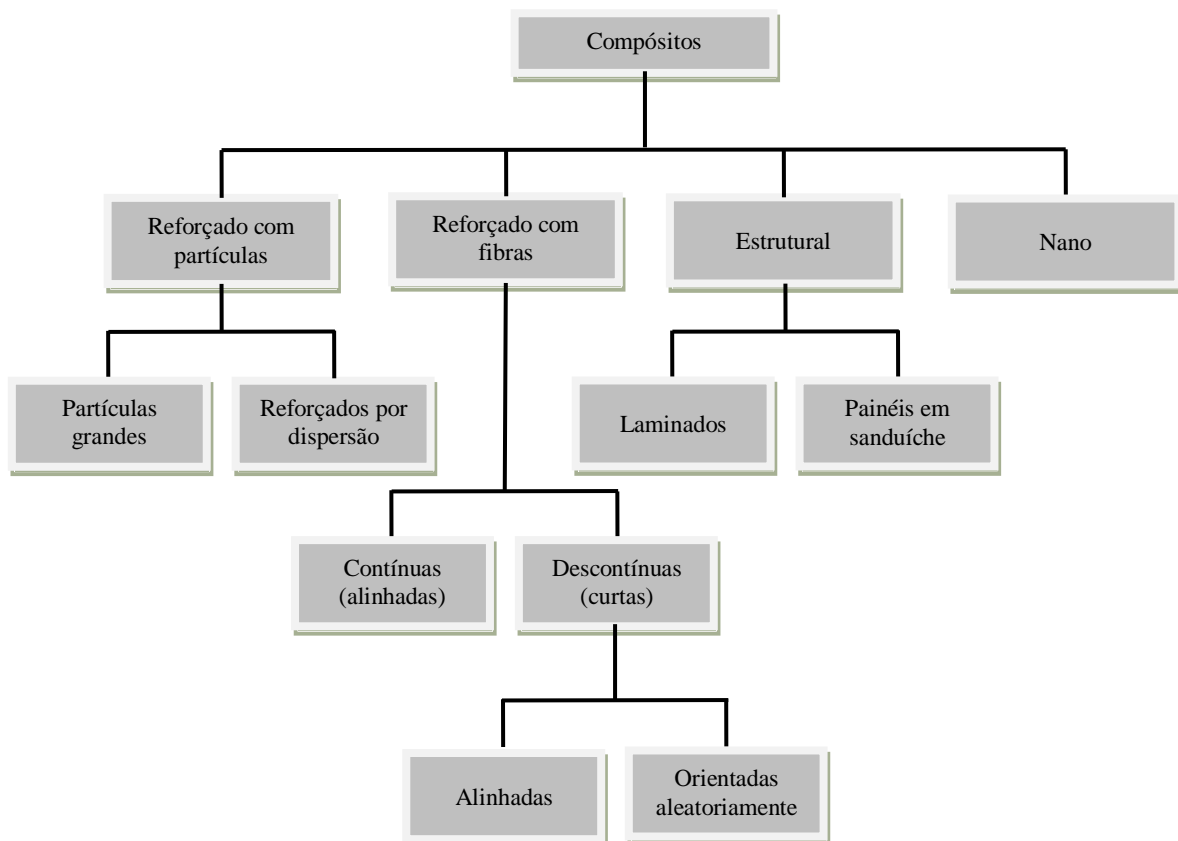 Compósitos
Reforçado com
partículas
Reforçado com
fibras
Estrutural
Nano
Partículas
grandes
Reforçados por
dispersão
Laminados
Painéis em
sanduíche
Contínuas
(alinhadas)
Descontínuas
(curtas)
Alinhadas
Orientadas
aleatoriamente